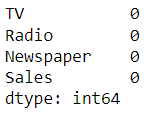 TV 0
Radio 0
Newspaper 0
Sales 0
dtype: int64